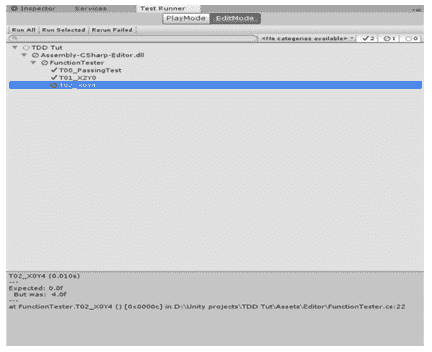 Inspector Services Test Runner
PlayMode EditMode
Run All Run Selected Rerun Failed
<No categories available> 2 1 0
TDD Tut
Assembly-CSharp-Editor.dll
FunctionTester
T00_PassingTest
T01_X2Y0
T02_X0Y4
T02_X0Y4 (0.010s)
---
Expected: 0.0f
But was: 4.0f
---
at FunctionTester.T02_X0Y4 () [0x0000c] in D:\Unity projects\TDD Tut\Assets\Editor\FunctionTester.cs:22